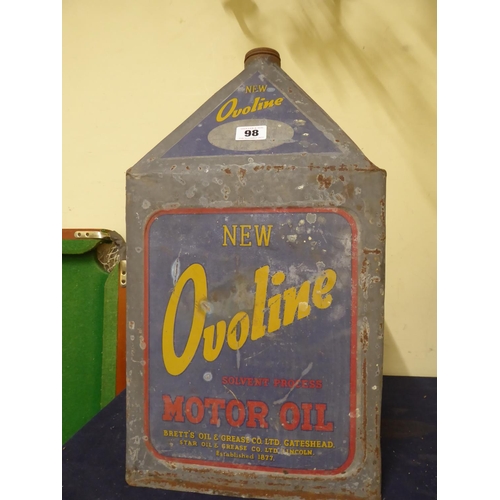 NEW
Ovoline
98
NEW
Ovoline
SOLVENT PROCESS
MOTOR OIL
BRETT'S OIL & GREASE CO. LTD. GATESHEAD.
STAR OIL & GREASE CO. LTD. LINCOLN.
Established 1877.